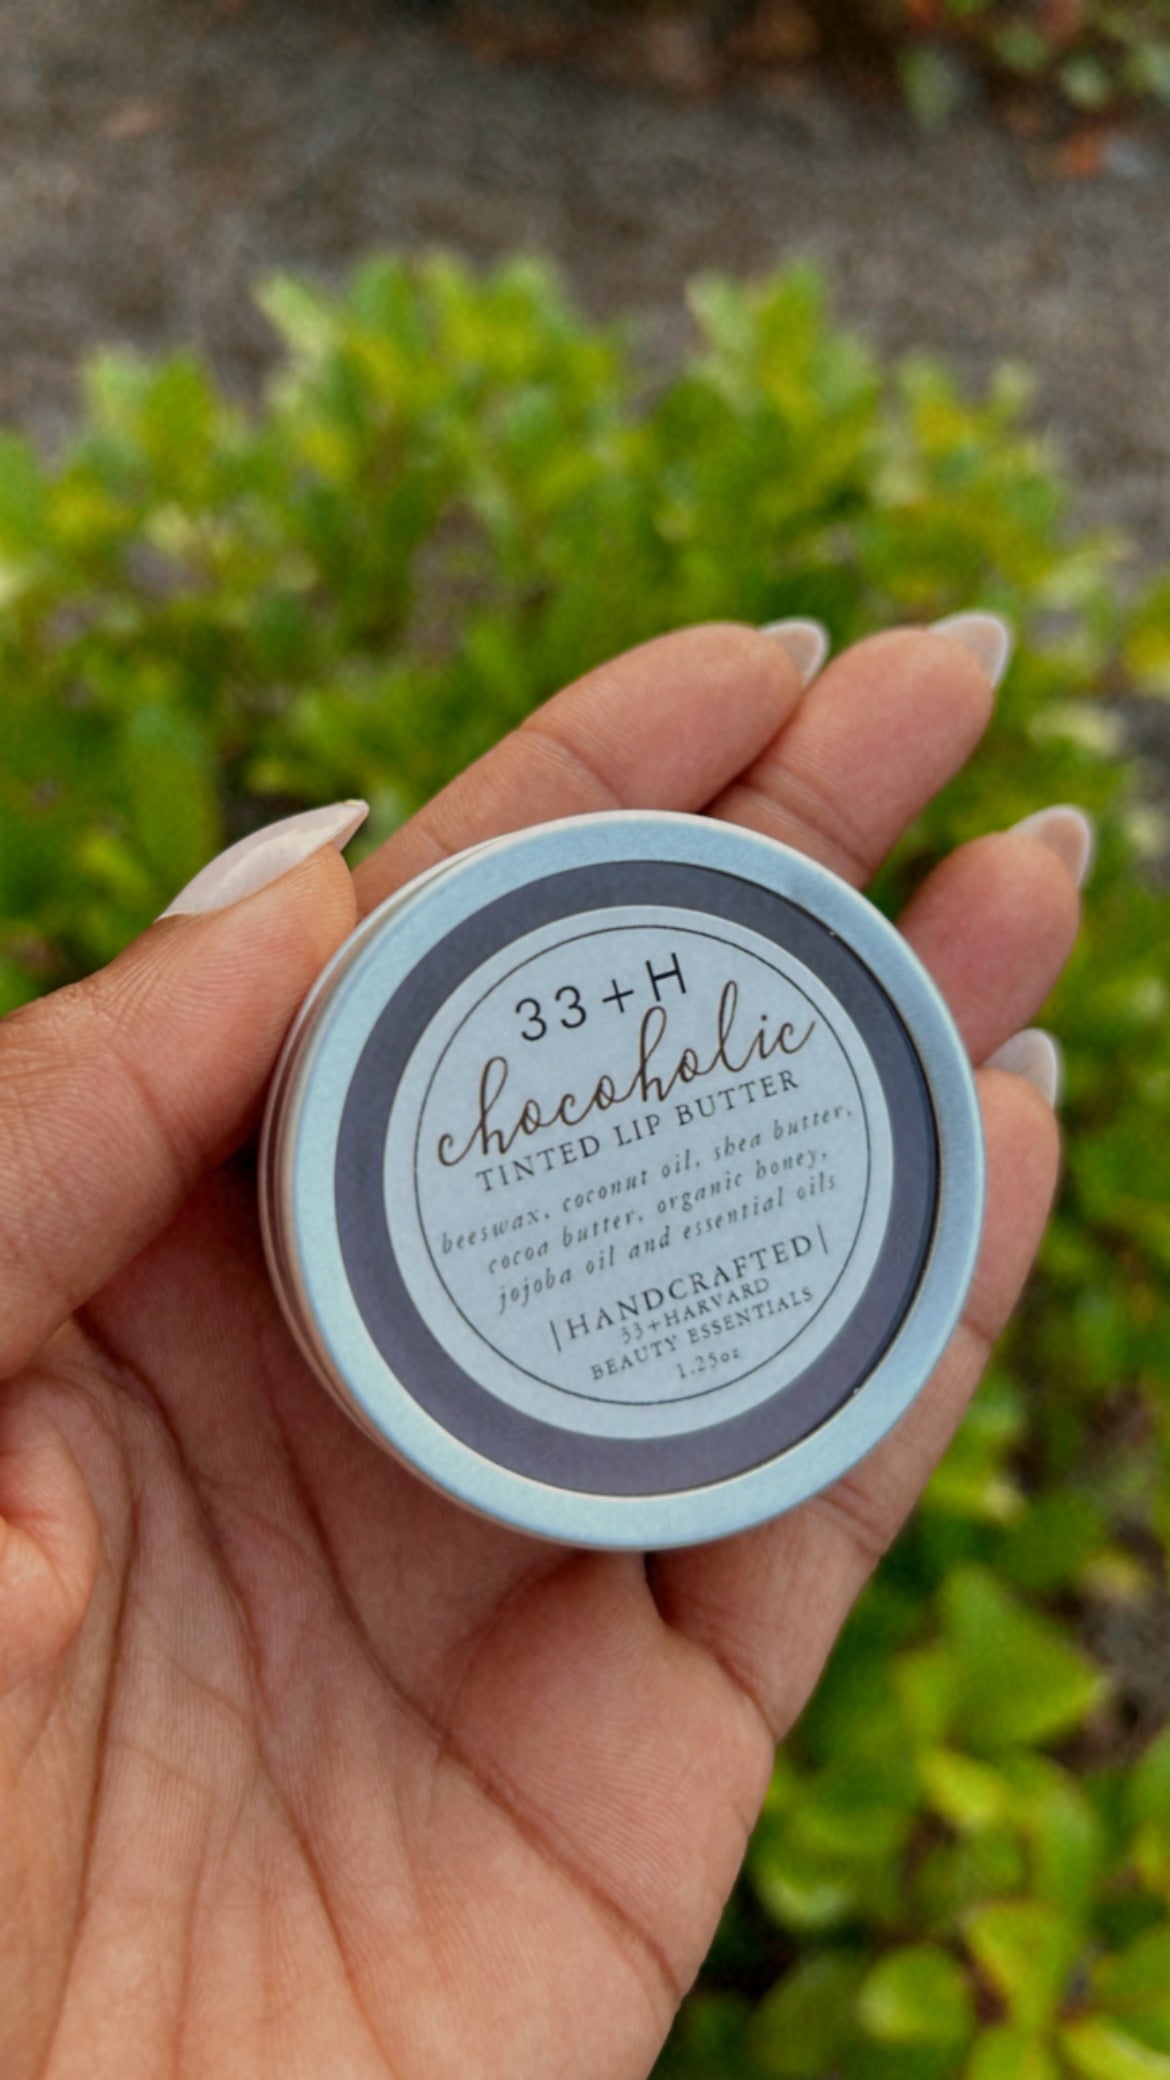 33+H
chocoholic
TINTED LIP BUTTER
beeswax, coconut oil, shea butter,
cocoa butter, organic honey,
jojoba oil and essential oils
|HANDCRAFTED|
33+HARVARD
BEAUTY ESSENTIALS
1.25oz